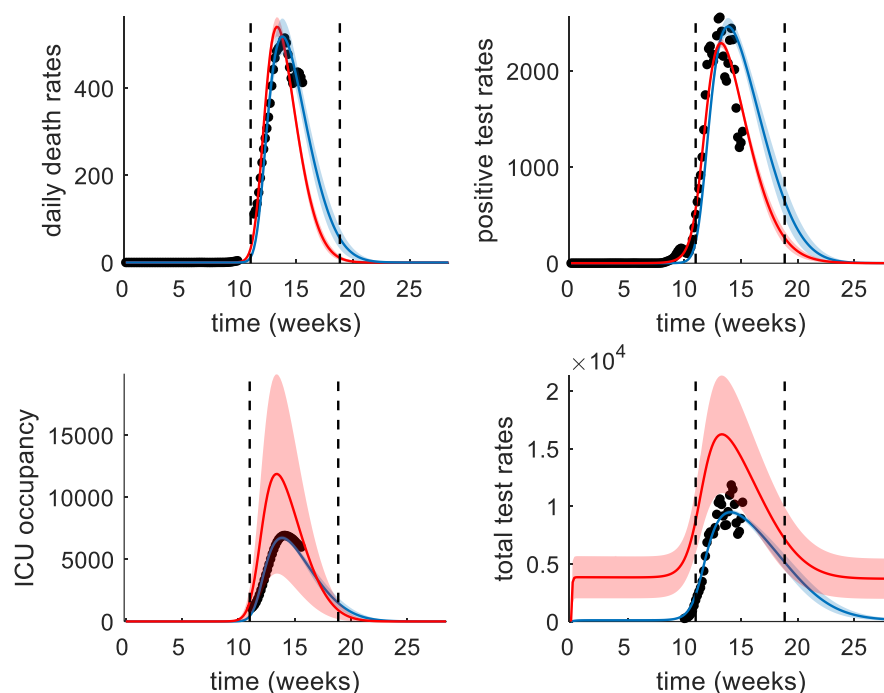 daily death rates
400
200
0
0 5 10 15 20 25
time (weeks)
positive test rates
2000
1000
0
0 5 10 15 20 25
time (weeks)
ICU occupancy
15000
10000
5000
0
0 5 10 15 20 25
time (weeks)
×10⁴
total test rates
2
1.5
1
0.5
0
0 5 10 15 20 25
time (weeks)